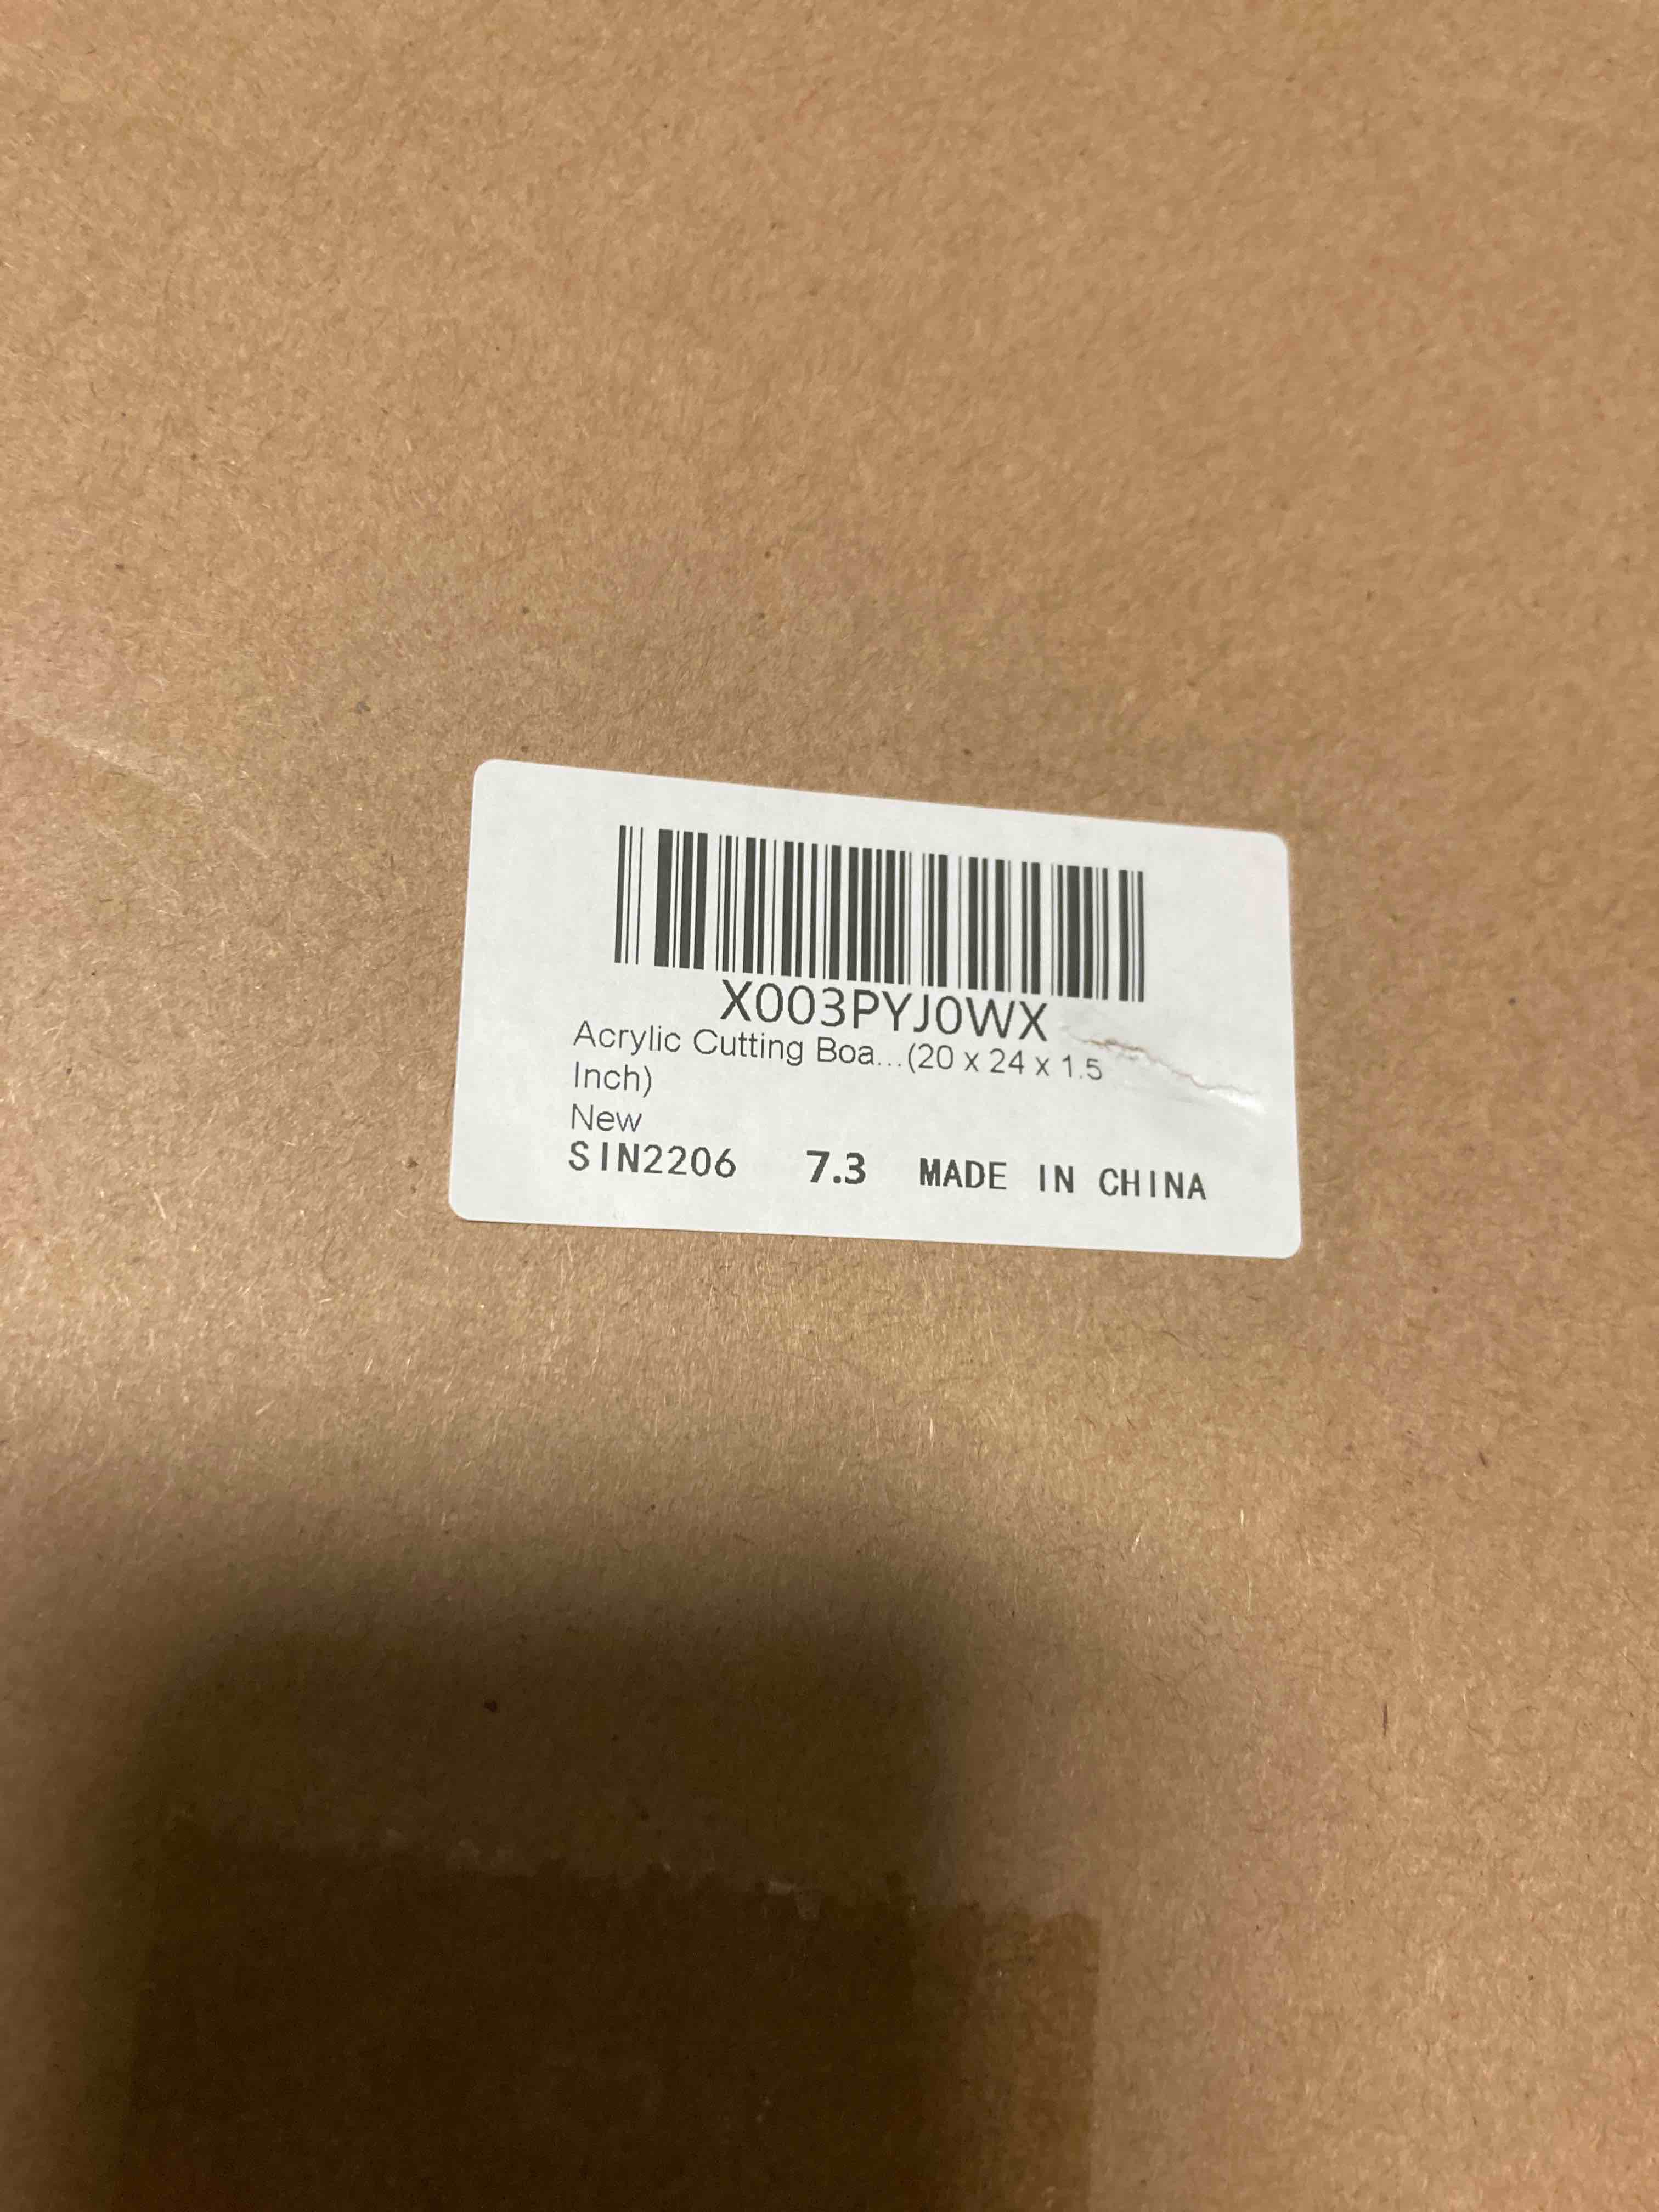 X003PYJ0WX
Acrylic Cutting Boa...(20 x 24 x 1.5
Inch)
New
SIN2206 7.3 MADE IN CHINA